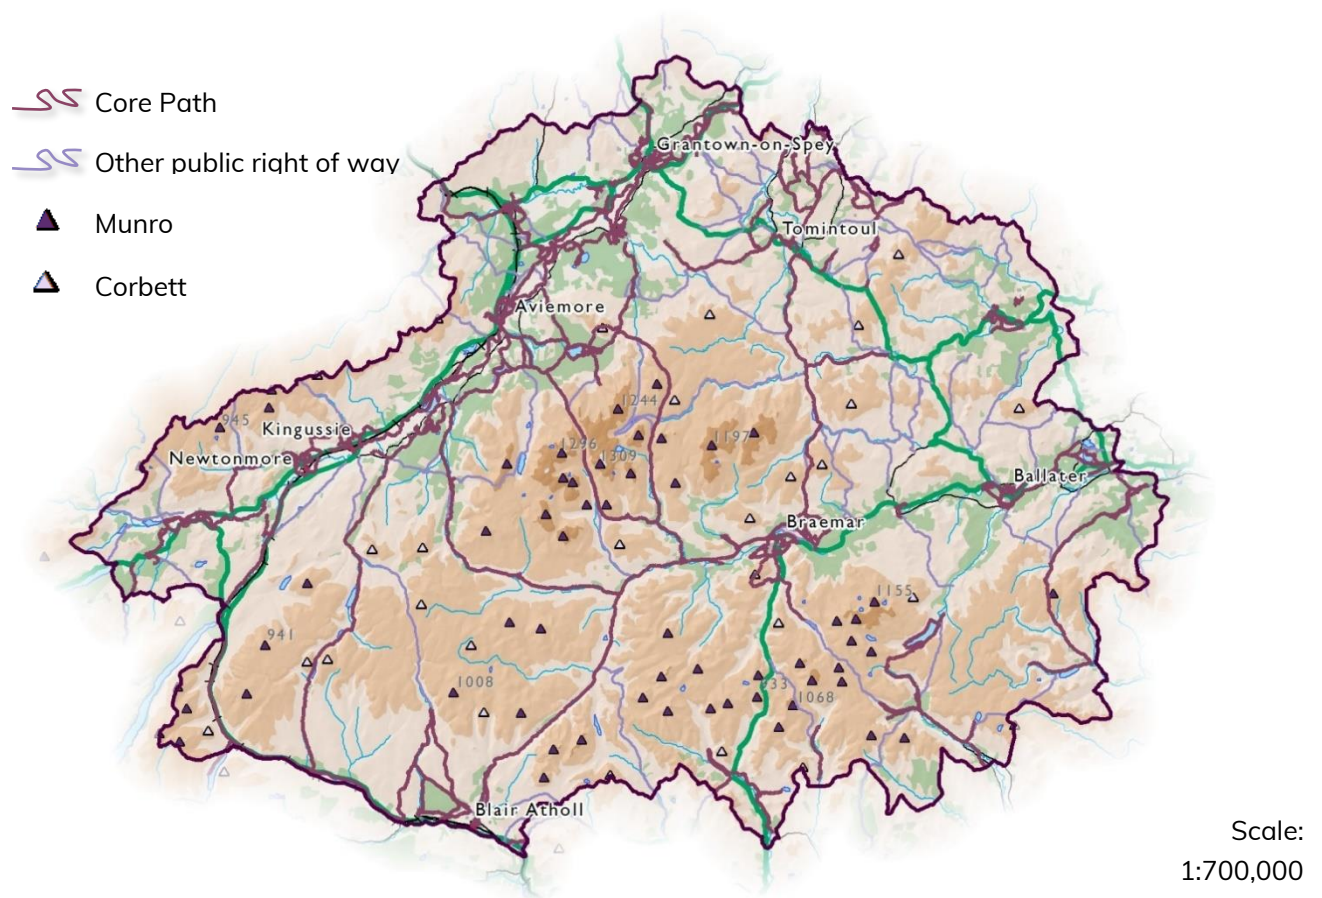 Core Path
Other public right of way
Munro
Corbett
Grantown-on-Spey
Tomintoul
Aviemore
1244
945
Kingussie
1296
1197
Newtonmore
1309
Ballater
Braemar
1155
941
1008
933
1068
Blair Atholl
Scale:
1:700,000